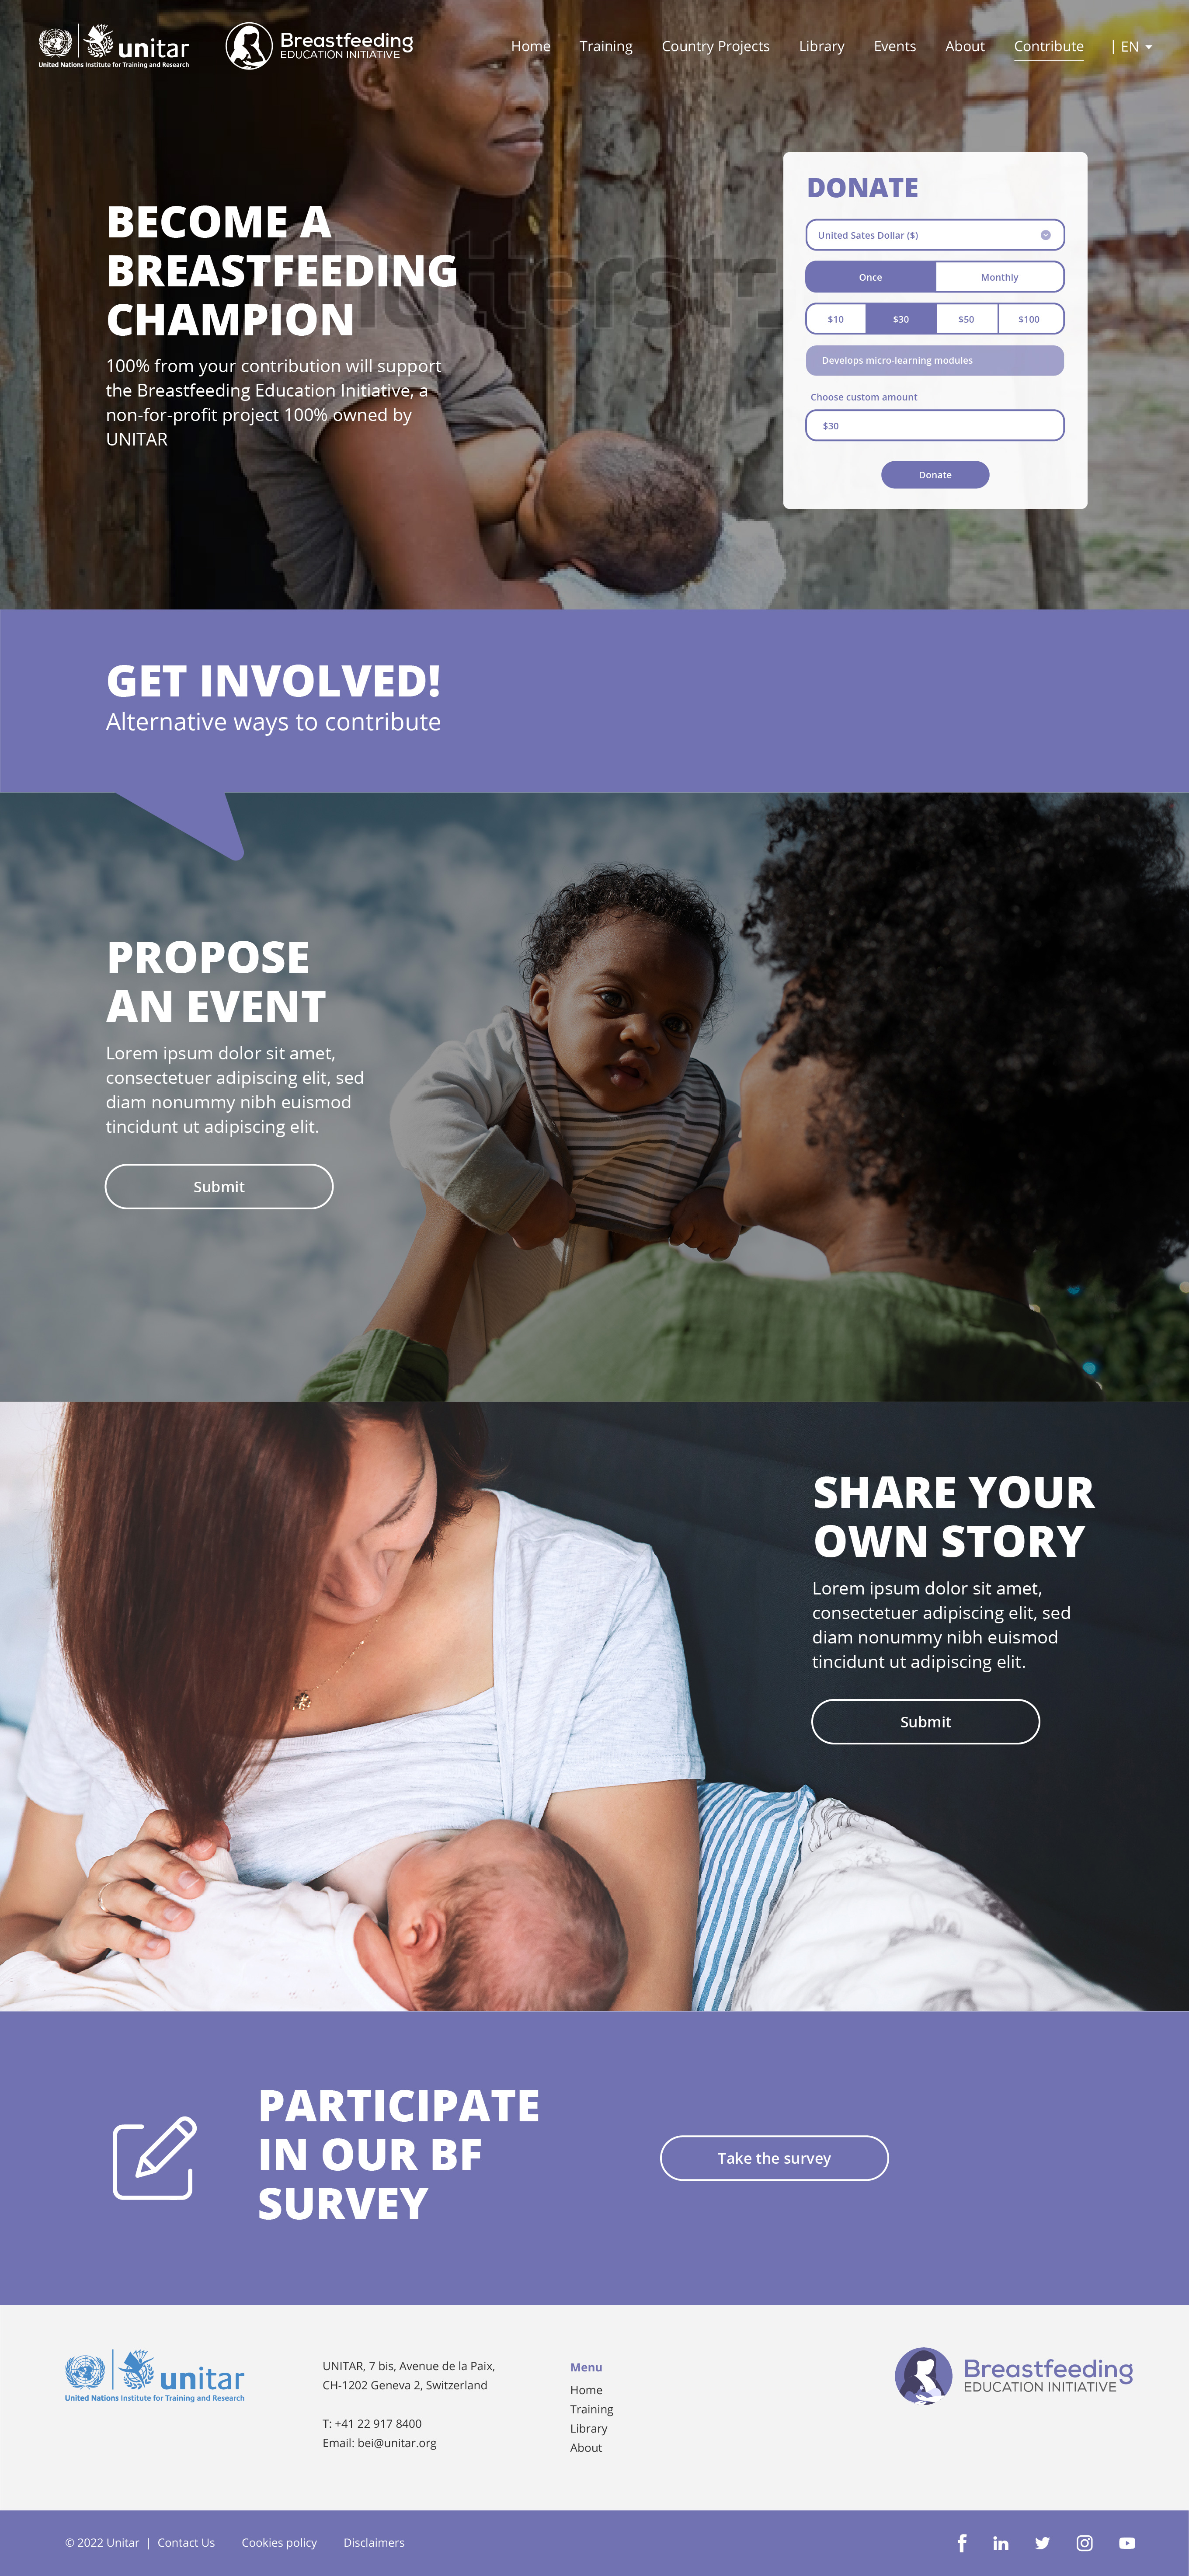 unitar
United Nations Institute for Training and Research
Breastfeeding
EDUCATION INITIATIVE
Home
Training
Country Projects
Library
Events
About
Contribute
| EN
BECOME A
BREASTFEEDING
CHAMPION
100% from your contribution will support
the Breastfeeding Education Initiative, a
non-for-profit project 100% owned by
UNITAR
DONATE
United Sates Dollar ($)
Once
Monthly
$10
$30
$50
$100
Develops micro-learning modules
Choose custom amount
$30
Donate
GET INVOLVED!
Alternative ways to contribute
PROPOSE
AN EVENT
Lorem ipsum dolor sit amet,
consectetuer adipiscing elit, sed
diam nonummy nibh euismod
tincidunt ut adipiscing elit.
Submit
SHARE YOUR
OWN STORY
Lorem ipsum dolor sit amet,
consectetuer adipiscing elit, sed
diam nonummy nibh euismod
tincidunt ut adipiscing elit.
Submit
PARTICIPATE
IN OUR BF
SURVEY
Take the survey
unitar
United Nations Institute for Training and Research
UNITAR, 7 bis, Avenue de la Paix,
CH-1202 Geneva 2, Switzerland
T: +41 22 917 8400
Email: bei@unitar.org
Menu
Home
Training
Library
About
Breastfeeding
EDUCATION INITIATIVE
© 2022 Unitar | Contact Us
Cookies policy
Disclaimers